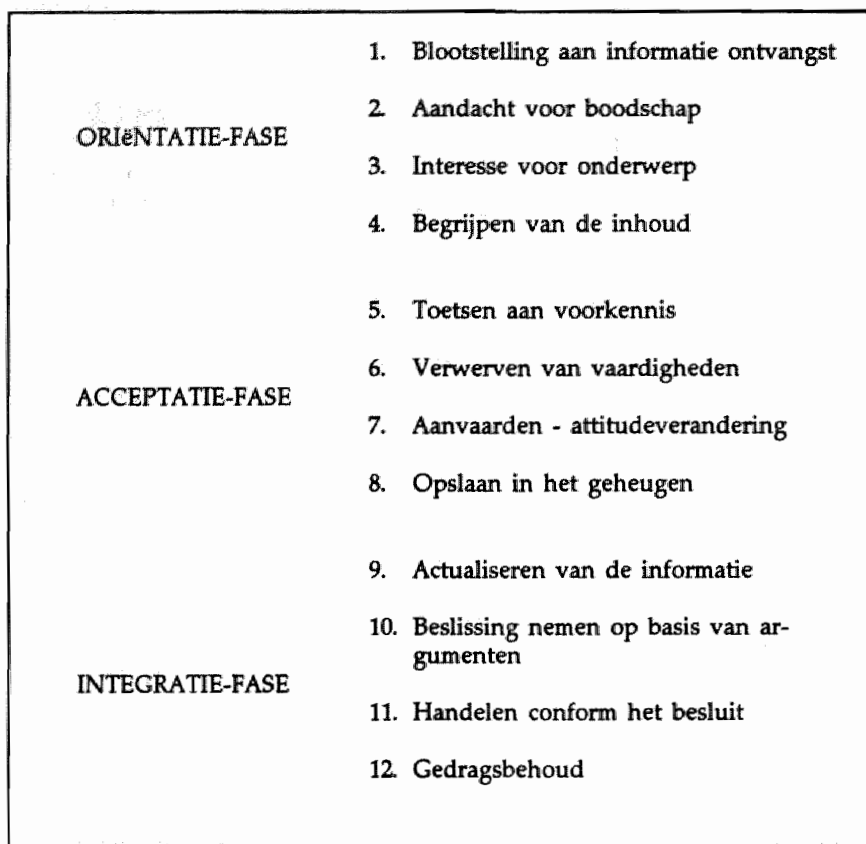 1. Blootstelling aan informatie ontvangst
2. Aandacht voor boodschap
ORIëNTATIE-FASE
3. Interesse voor onderwerp
4. Begrijpen van de inhoud
5. Toetsen aan voorkennis
6. Verwerven van vaardigheden
ACCEPTATIE-FASE
7. Aanvaarden - attitudeverandering
8. Opslaan in het geheugen
9. Actualiseren van de informatie
10. Beslissing nemen op basis van ar-
gumenten
INTEGRATIE-FASE
11. Handelen conform het besluit
12. Gedragsbehoud